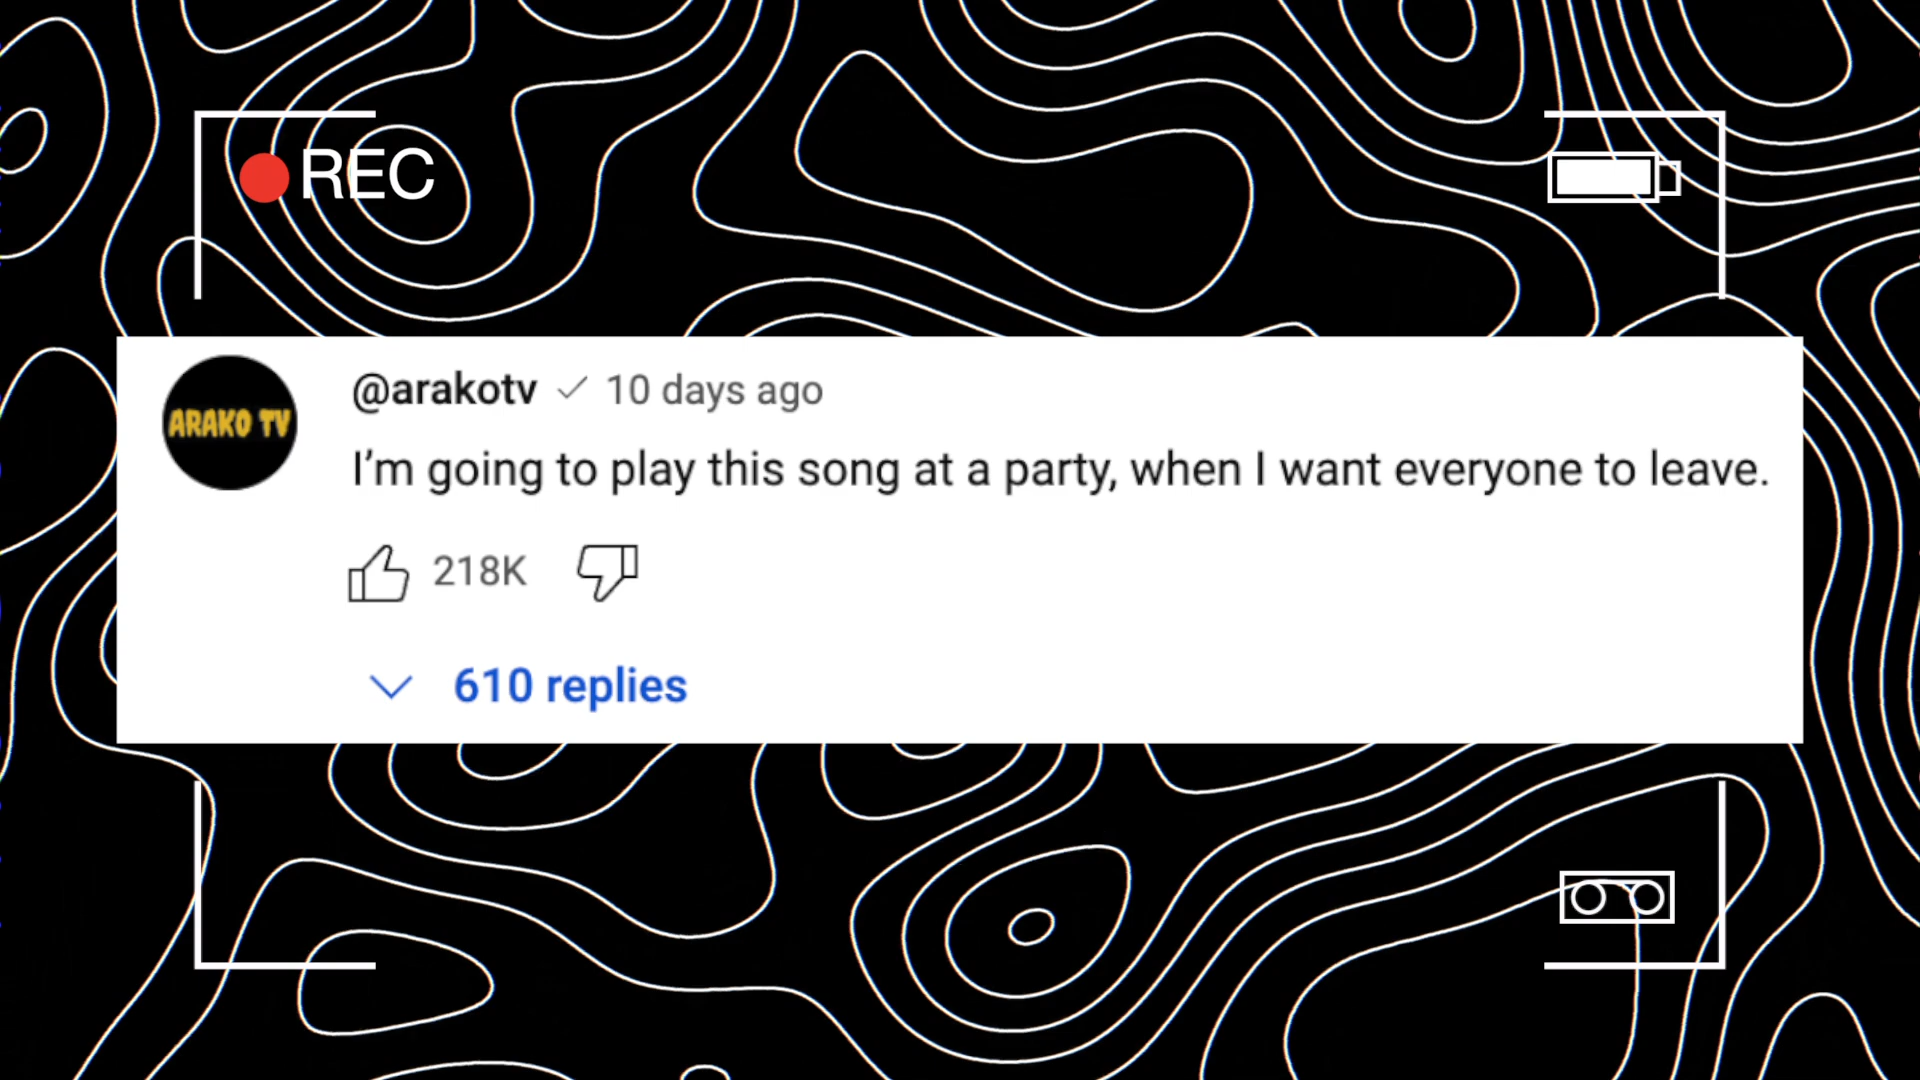 REC
ARAKO TV
@arakotv 10 days ago
I’m going to play this song at a party, when I want everyone to leave.
218K
610 replies